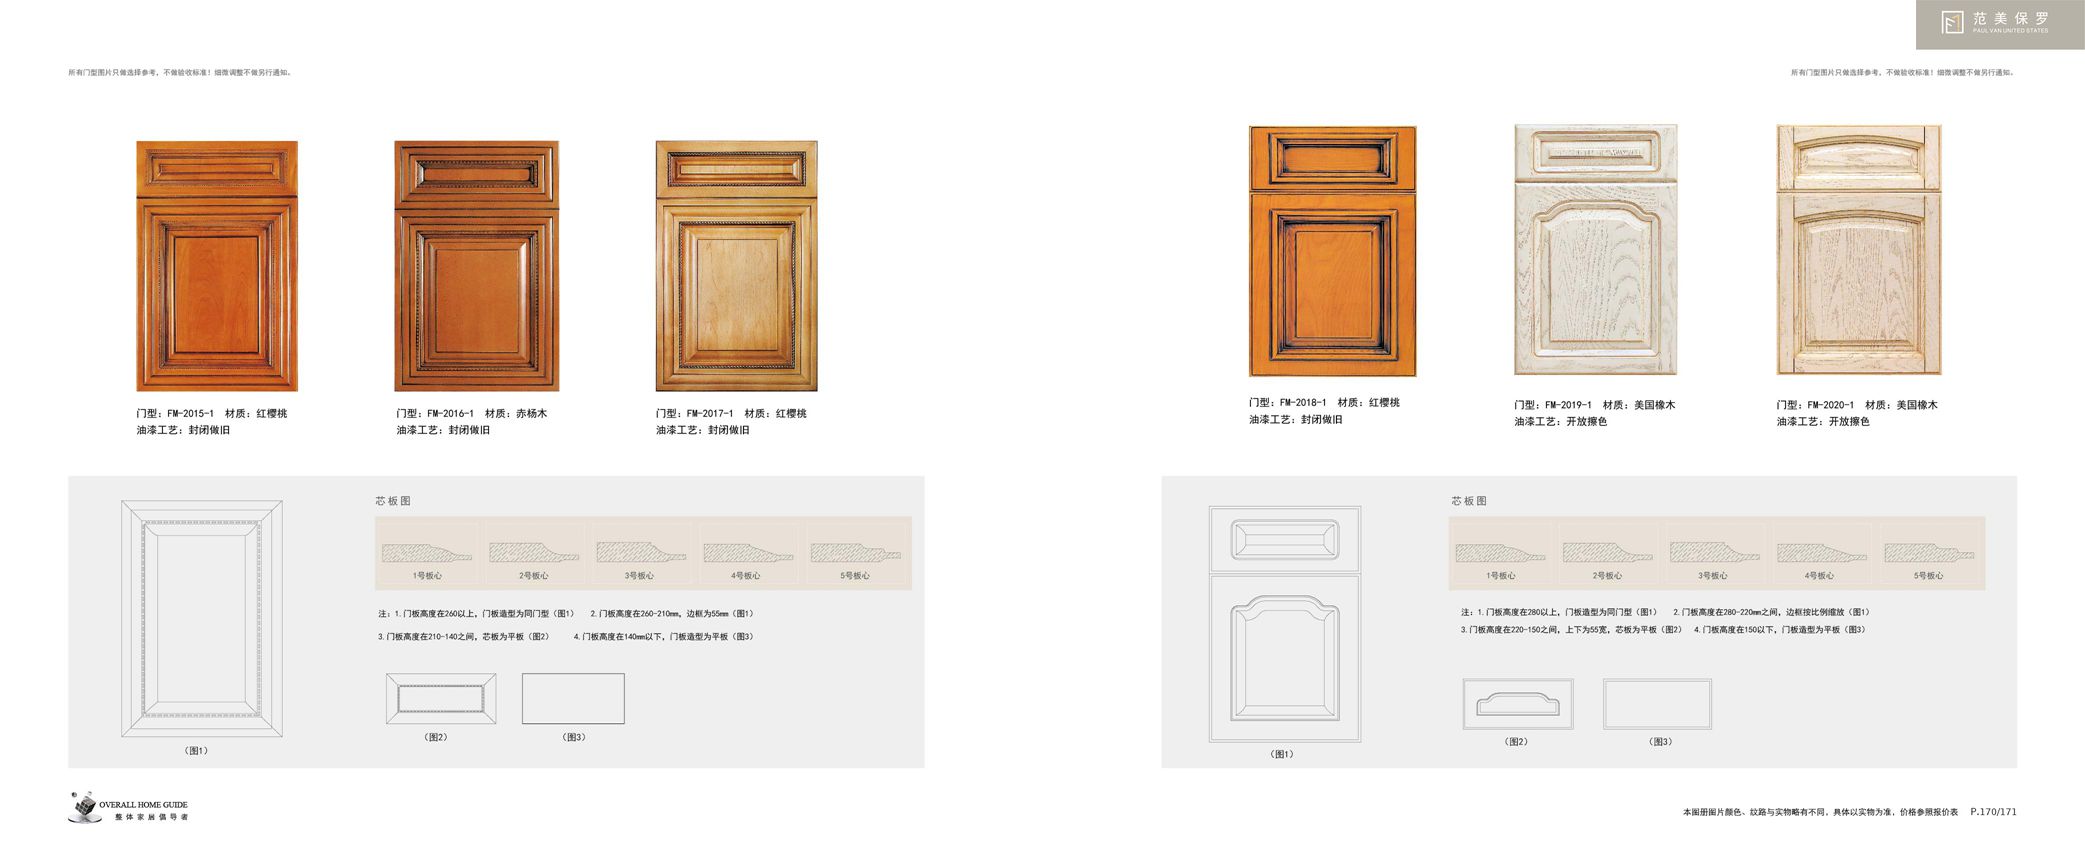 范美保罗
PAUL VAN UNITED STATES
所有门型图片只做选择参考，不做验收标准！细微调整不做另行通知。
所有门型图片只做选择参考，不做验收标准！细微调整不做另行通知。
门型：FM-2015-1 材质：红樱桃
油漆工艺：封闭做旧
门型：FM-2016-1 材质：赤杨木
油漆工艺：封闭做旧
门型：FM-2017-1 材质：红樱桃
油漆工艺：封闭做旧
门型：FM-2018-1 材质：红樱桃
油漆工艺：封闭做旧
门型：FM-2019-1 材质：美国橡木
油漆工艺：开放擦色
门型：FM-2020-1 材质：美国橡木
油漆工艺：开放擦色
芯板图
1号板心 2号板心 3号板心 4号板心 5号板心
注：1.门板高度在260以上，门板造型为同门型（图1） 2.门板高度在260-210mm，边框为55mm（图1）
3.门板高度在210-140之间，芯板为平板（图2） 4.门板高度在140mm以下，门板造型为平板（图3）
（图1）
（图2）
（图3）
芯板图
1号板心 2号板心 3号板心 4号板心 5号板心
注：1.门板高度在280以上，门板造型为同门型（图1） 2.门板高度在280-220mm之间，边框按比例缩放（图1）
3.门板高度在220-150之间，上下为55宽，芯板为平板（图2） 4.门板高度在150以下，门板造型为平板（图3）
（图1）
（图2）
（图3）
OVERALL HOME GUIDE
整体家居倡导者
本画册图片颜色、纹路与实物略有不同，具体以实物为准，价格参照报价表 P.170/171